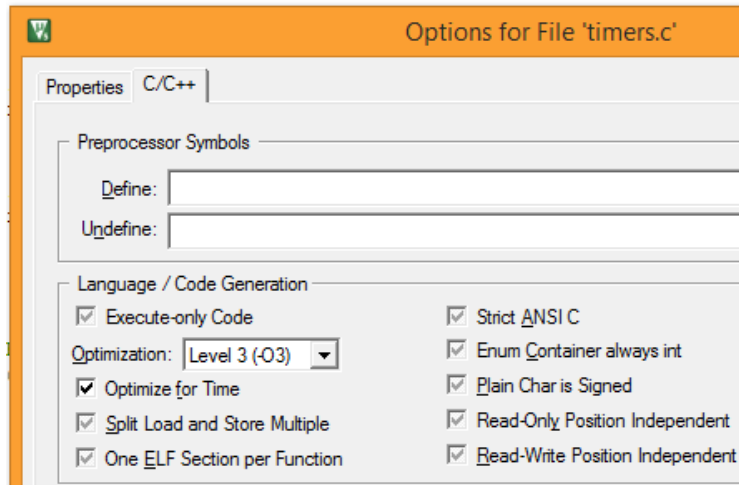 Options for File 'timers.c'
Properties C/C++
Preprocessor Symbols
Define:
Undefine:
Language / Code Generation
Execute-only Code
Strict ANSI C
Optimization: Level 3 (-O3)
Enum Container always int
Optimize for Time
Plain Char is Signed
Split Load and Store Multiple
Read-Only Position Independent
One ELF Section per Function
Read-Write Position Independent